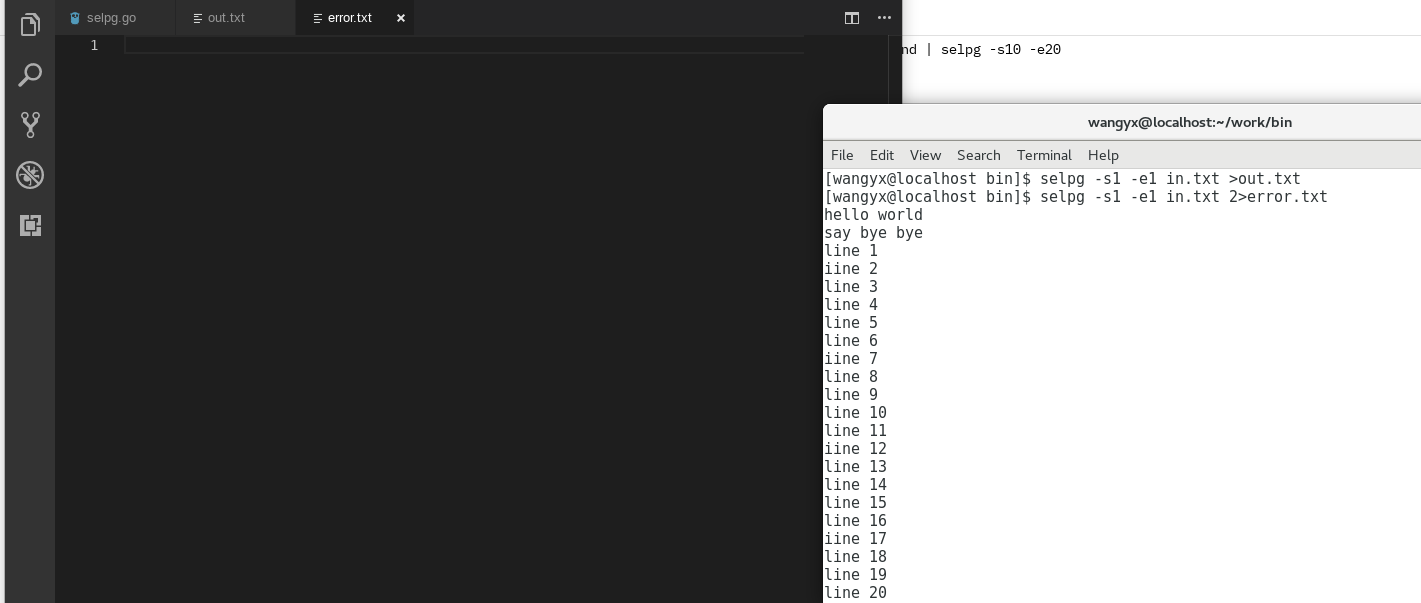 selpg.go out.txt error.txt
1
nd | selpg -s10 -e20
wangyx@localhost:~/work/bin
File Edit View Search Terminal Help
[wangyx@localhost bin]$ selpg -s1 -e1 in.txt >out.txt
[wangyx@localhost bin]$ selpg -s1 -e1 in.txt 2>error.txt
hello world
say bye bye
line 1
iine 2
line 3
line 4
line 5
line 6
iine 7
line 8
line 9
line 10
line 11
iine 12
line 13
line 14
line 15
line 16
iine 17
line 18
line 19
line 20